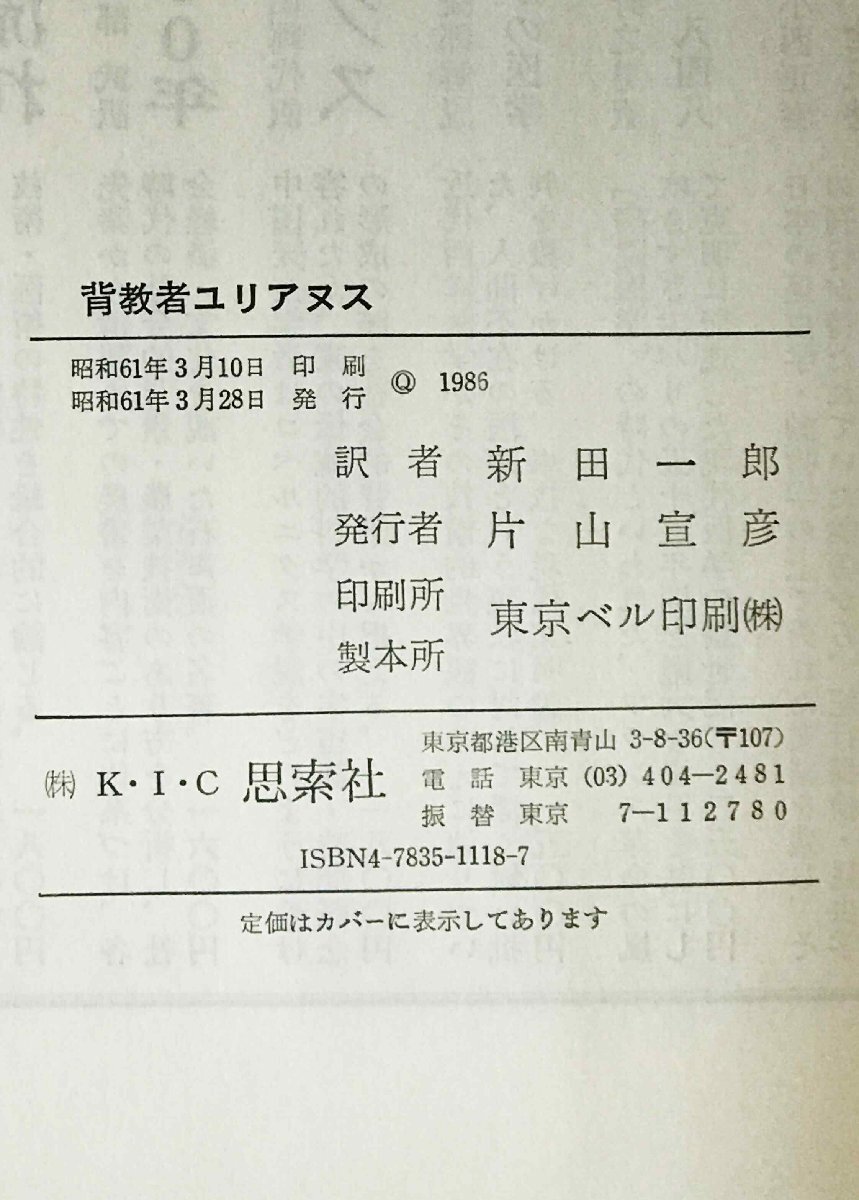 背教者ユリアヌス
昭和61年3月10日 印刷
昭和61年3月28日 発行
Ⓠ 1986
訳者 新田一郎
発行者 片山宣彦
印刷所
製本所
東京ベル印刷㈱
㈱ K・I・C 思索社
東京都港区南青山 3-8-36(〒107)
電話 東京 (03) 404―2481
振替 東京 7―112780
ISBN4-7835-1118-7
定価はカバーに表示してあります